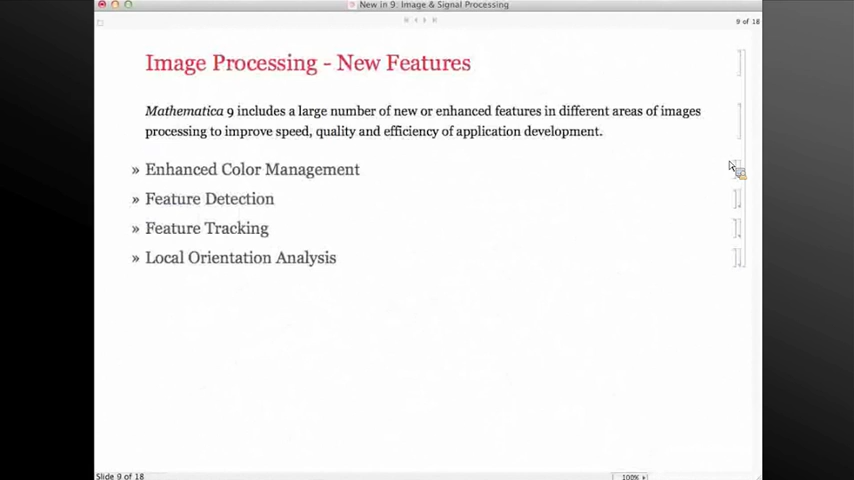 New in 9: Image & Signal Processing
9 of 18
Image Processing - New Features
Mathematica 9 includes a large number of new or enhanced features in different areas of images
processing to improve speed, quality and efficiency of application development.
» Enhanced Color Management
» Feature Detection
» Feature Tracking
» Local Orientation Analysis
Slide 9 of 18
100%